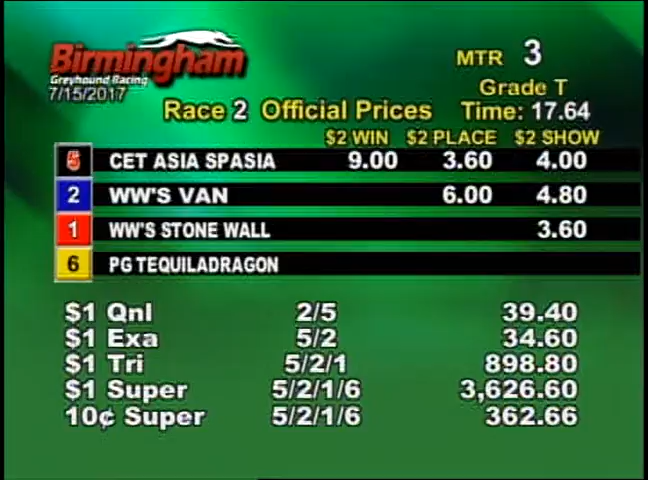 Birmingham
Greyhound Racing
7/15/2017
MTR 3
Grade T
Race 2 Official Prices Time: 17.64
$2 WIN $2 PLACE $2 SHOW
5 CET ASIA SPASIA 9.00 3.60 4.00
2 WW'S VAN 6.00 4.80
1 WW'S STONE WALL 3.60
6 PG TEQUILADRAGON
$1 Qnl 2/5 39.40
$1 Exa 5/2 34.60
$1 Tri 5/2/1 898.80
$1 Super 5/2/1/6 3,626.60
10¢ Super 5/2/1/6 362.66